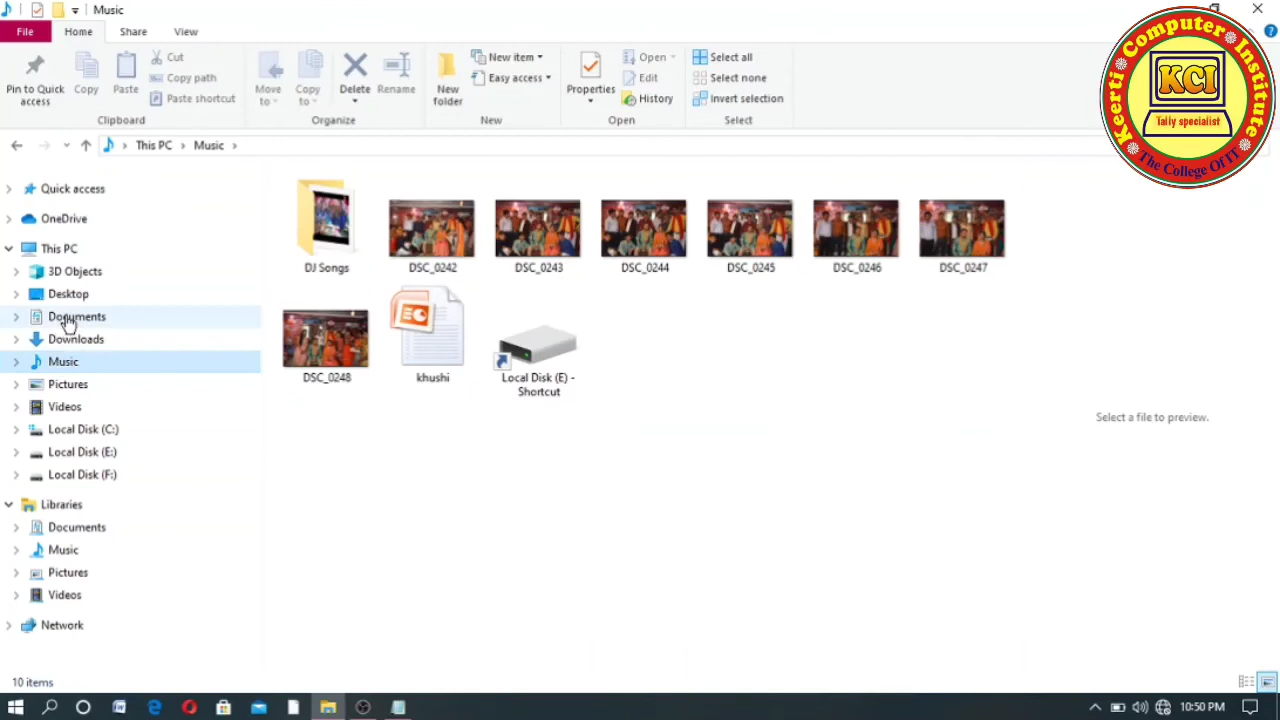 Music
File Home Share View
Pin to Quick access
Copy
Paste
Cut
Copy path
Paste shortcut
Clipboard
Move to
Copy to
Delete
Rename
Organize
New folder
New item
Easy access
New
Properties
Open
Edit
History
Open
Select all
Select none
Invert selection
Select
Keerti Computer Institute
KCI
Tally specialist
The College Of IT
This PC Music
Quick access
OneDrive
This PC
3D Objects
Desktop
Documents
Downloads
Music
Pictures
Videos
Local Disk (C:)
Local Disk (E:)
Local Disk (F:)
Libraries
Documents
Music
Pictures
Videos
Network
DJ Songs DSC_0242 DSC_0243 DSC_0244 DSC_0245 DSC_0246 DSC_0247
DSC_0248 khushi Local Disk (E) -
Shortcut
Select a file to preview.
10 items
10:50 PM